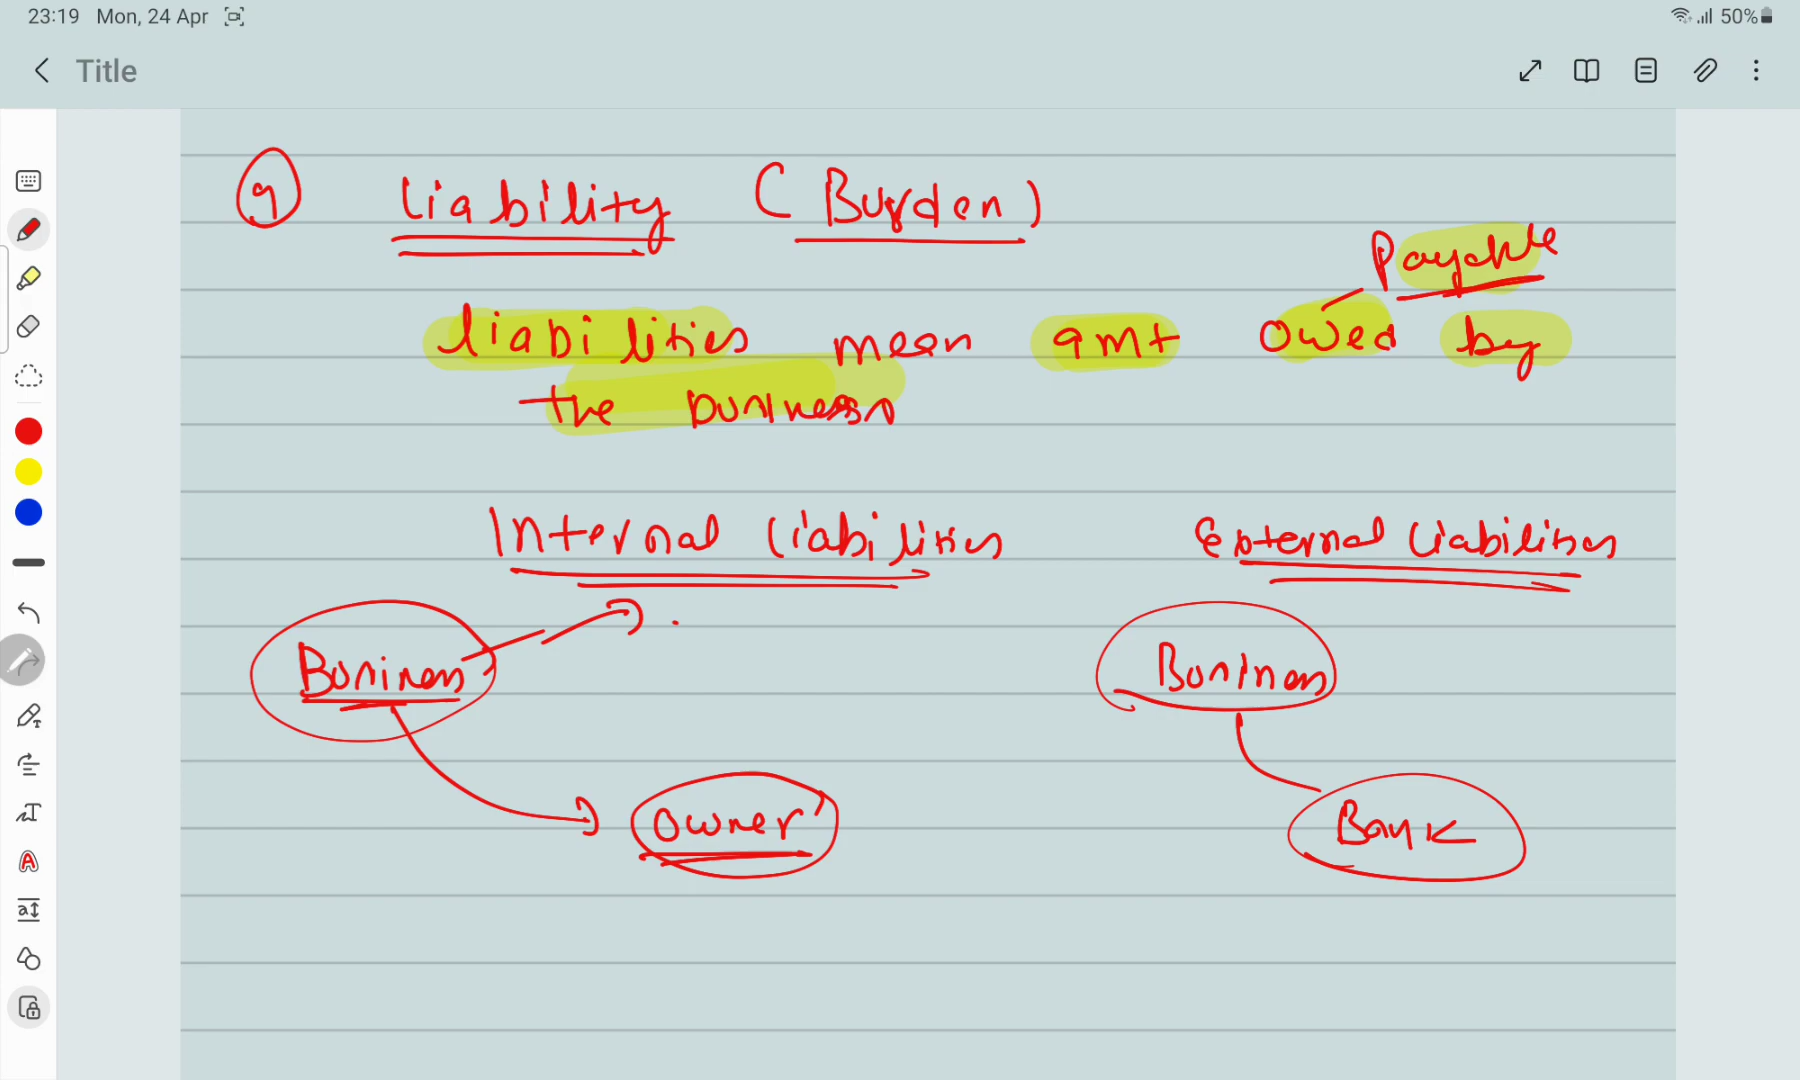 23:19 Mon, 24 Apr 50%
Title
9 Liability (Burden)
Payable
liabilities mean amt owed by
the business
Internal liabilities External liabilities
Business Business
Owner Bank